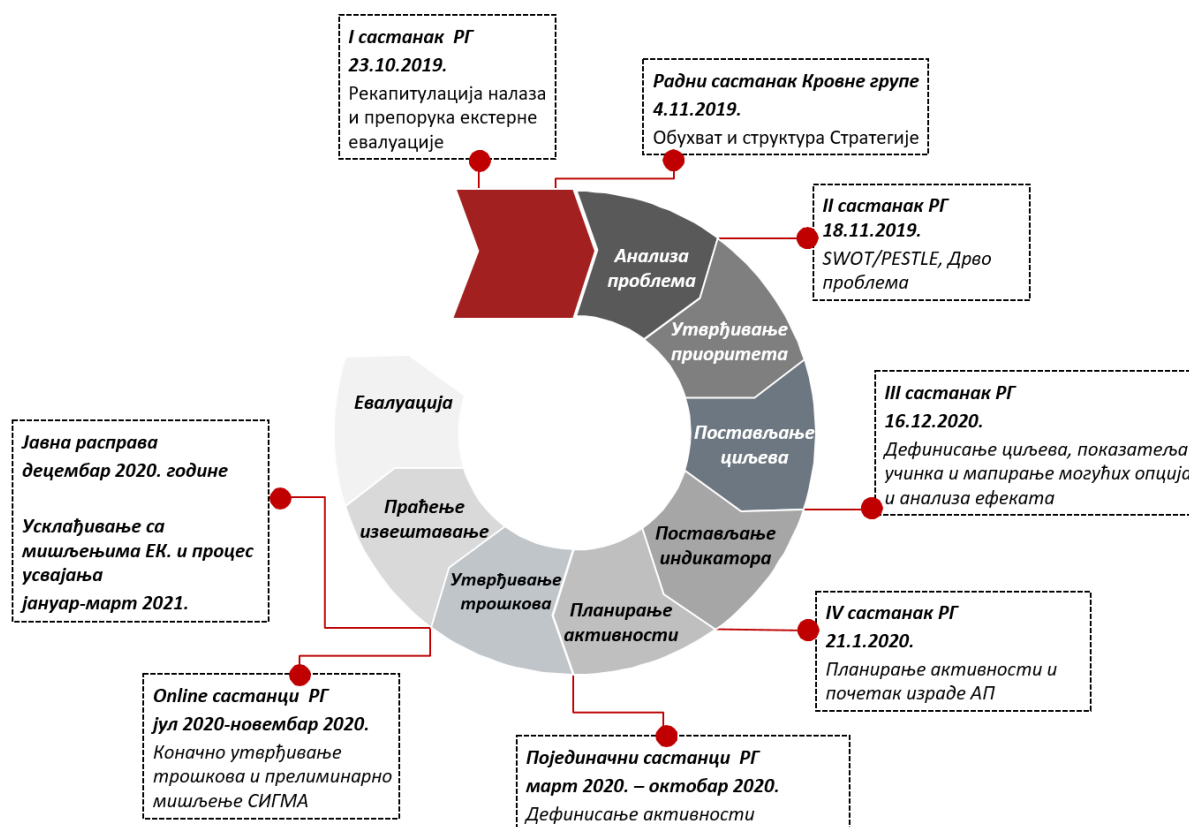 I састанак РГ
23.10.2019.
Рекапитулација налаза
и препорука екстерне
евалуације
Радни састанак Кровне групе
4.11.2019.
Обухват и структура Стратегије
II састанак РГ
18.11.2019.
SWOT/PESTLE, Дрво
проблема
III састанак РГ
16.12.2020.
Дефинисање циљева, показатеља
учинка и мапирање могућих опција
и анализа ефеката
IV састанак РГ
21.1.2020.
Планирање активности и
почетак израде АП
Појединачни састанци РГ
март 2020. – октобар 2020.
Дефинисање активности
Online састанци РГ
јул 2020-новембар 2020.
Коначно утврђивање
трошкова и прелиминарно
мишљење СИГМА
Јавна расправа
децембар 2020. године
Усклађивање са
мишљењима ЕК. и процес
усвајања
јануар-март 2021.
Анализа
проблема
Утврђивање
приоритета
Постављање
циљева
Постављање
индикатора
Планирање
активности
Утврђивање
трошкова
Праћење
извештавање
Евалуација